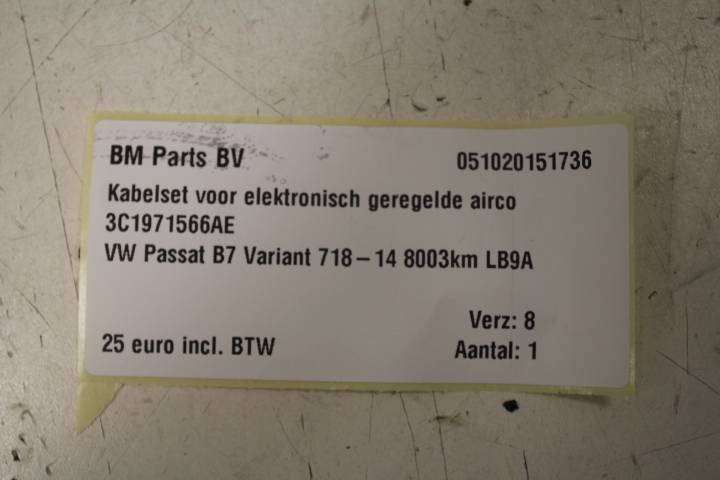 BM Parts BV 051020151736
Kabelset voor elektronisch geregelde airco
3C1971566AE
VW Passat B7 Variant 718-14 8003km LB9A
Verz: 8
25 euro incl. BTW Aantal: 1